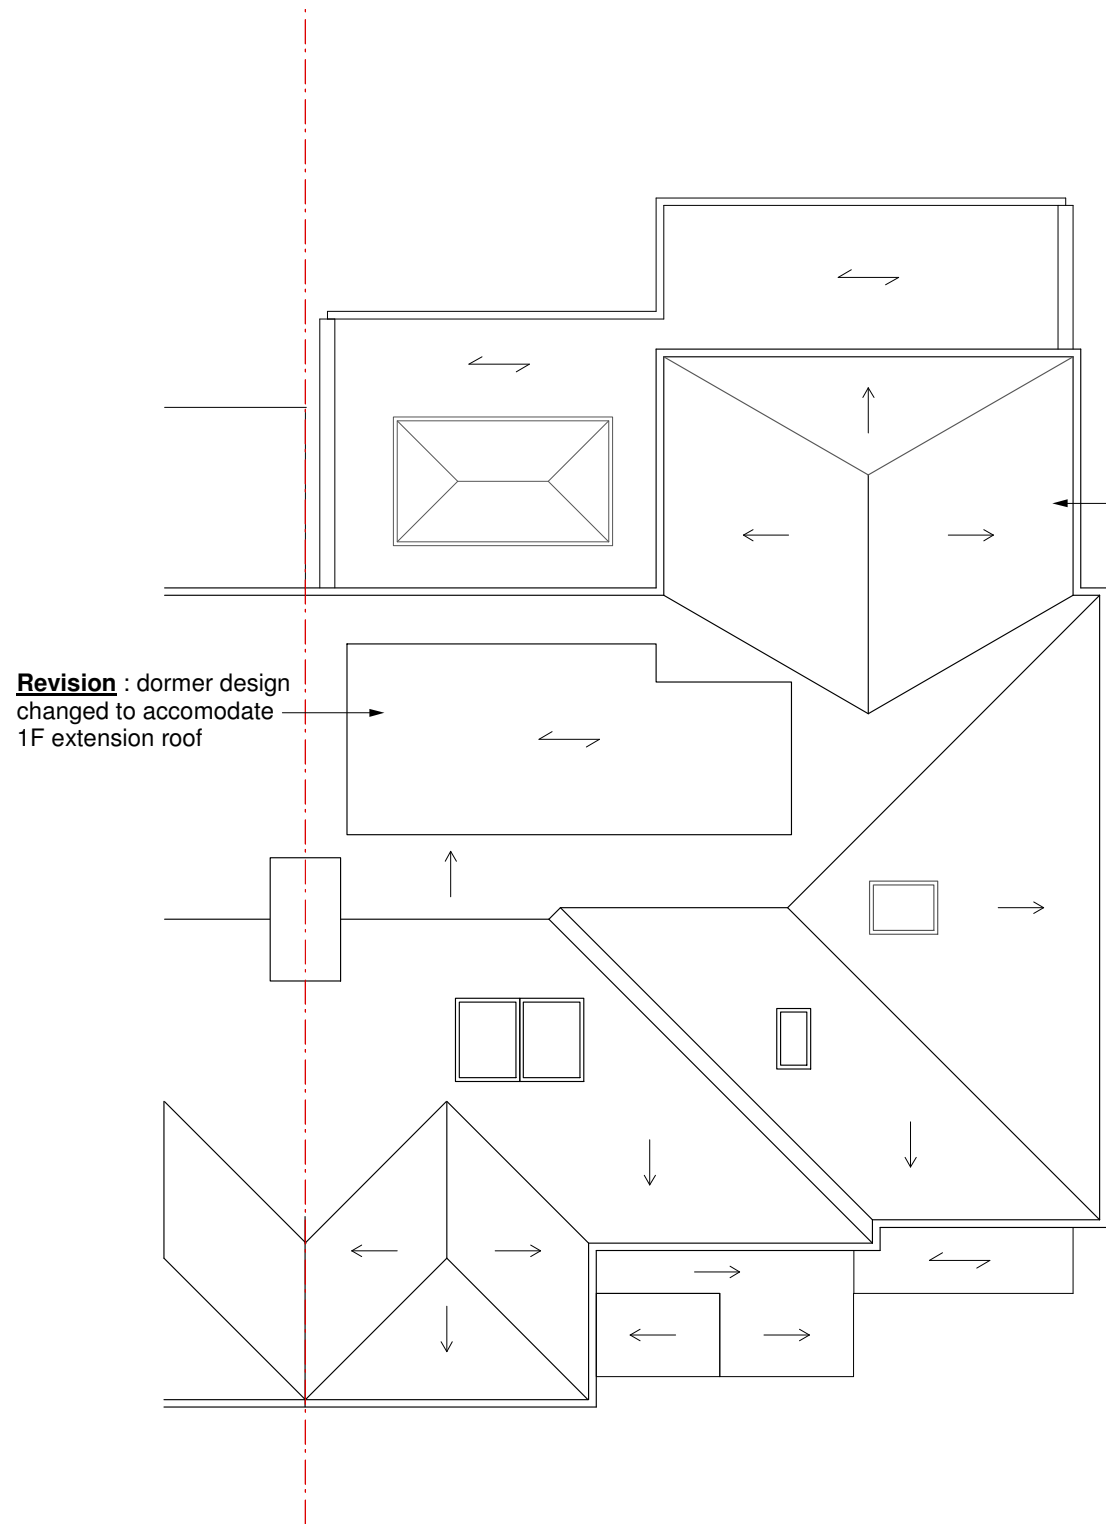 Revision : dormer design
changed to accomodate
1F extension roof